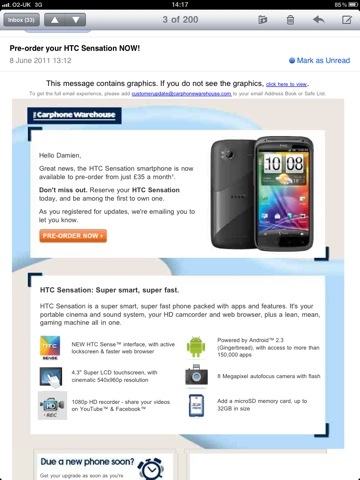 O2-UK 3G 14:17 85 %
Inbox (33) 3 of 200
Pre-order your HTC Sensation NOW!
8 June 2011 13:12 Mark as Unread
This message contains graphics. If you do not see the graphics, click here to view.
To get the full email experience, please add customerupdate@carphonewarehouse.com to your email Address Book or Safe List.
The Carphone Warehouse
Hello Damien,
Great news, the HTC Sensation smartphone is now
available to pre-order from just £35 a month¹.
Don't miss out. Reserve your HTC Sensation
today, and be among the first to own one.
As you registered for updates, we're emailing you to
let you know.
PRE-ORDER NOW ›
HTC Sensation: Super smart, super fast.
HTC Sensation is a super smart, super fast phone packed with apps and features. It's your
portable cinema and sound system, your HD camcorder and web browser, plus a lean, mean,
gaming machine all in one.
NEW HTC Sense™ interface, with active
lockscreen & faster web browser
Powered by Android™ 2.3
(Gingerbread), with access to more than
150,000 apps
4.3" Super LCD touchscreen, with
cinematic 540x960p resolution
8 Megapixel autofocus camera with flash
1080p HD recorder - share your videos
on YouTube™ & Facebook™
Add a microSD memory card, up to
32GB in size
Due a new phone soon?
Get your upgrade as soon as you're